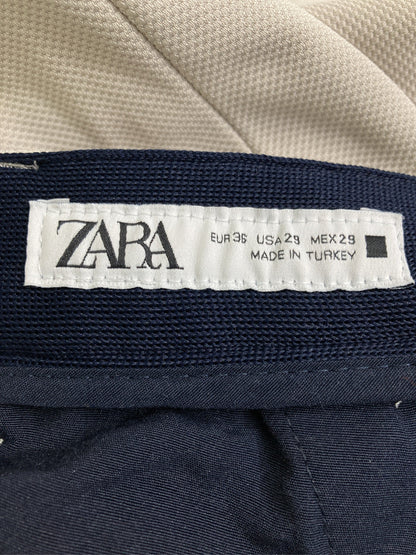 ZARA
EUR 36 USA 29 MEX 29
MADE IN TURKEY